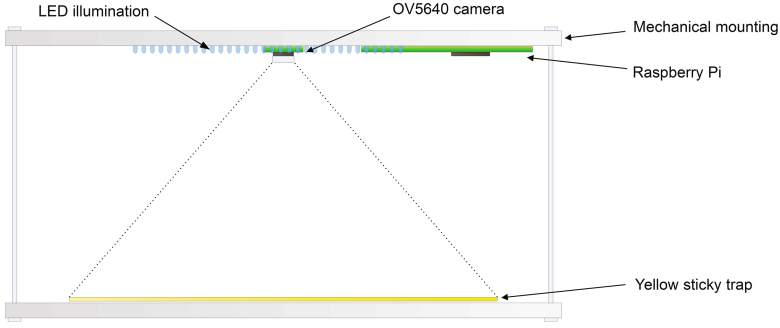 LED illumination
OV5640 camera
Mechanical mounting
Raspberry Pi
Yellow sticky trap